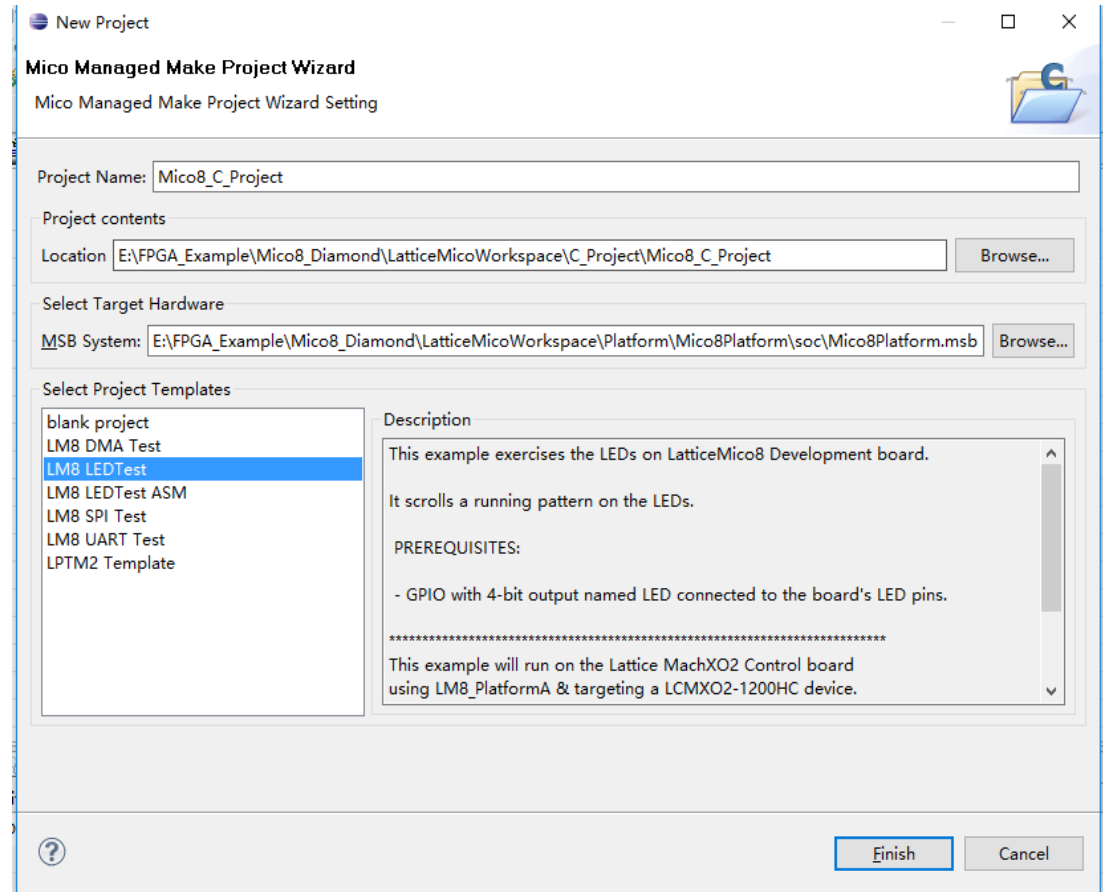 New Project
Mico Managed Make Project Wizard
Mico Managed Make Project Wizard Setting
Project Name: Mico8_C_Project
Project contents
Location E:\FPGA_Example\Mico8_Diamond\LatticeMicoWorkspace\C_Project\Mico8_C_Project Browse...
Select Target Hardware
MSB System: E:\FPGA_Example\Mico8_Diamond\LatticeMicoWorkspace\Platform\Mico8Platform\soc\Mico8Platform.msb Browse...
Select Project Templates
blank project
LM8 DMA Test
LM8 LEDTest
LM8 LEDTest ASM
LM8 SPI Test
LM8 UART Test
LPTM2 Template
Description
This example exercises the LEDs on LatticeMico8 Development board.
It scrolls a running pattern on the LEDs.
PREREQUISITES:
- GPIO with 4-bit output named LED connected to the board's LED pins.
***************************************************************************
This example will run on the Lattice MachXO2 Control board
using LM8_PlatformA & targeting a LCMXO2-1200HC device.
? Finish Cancel